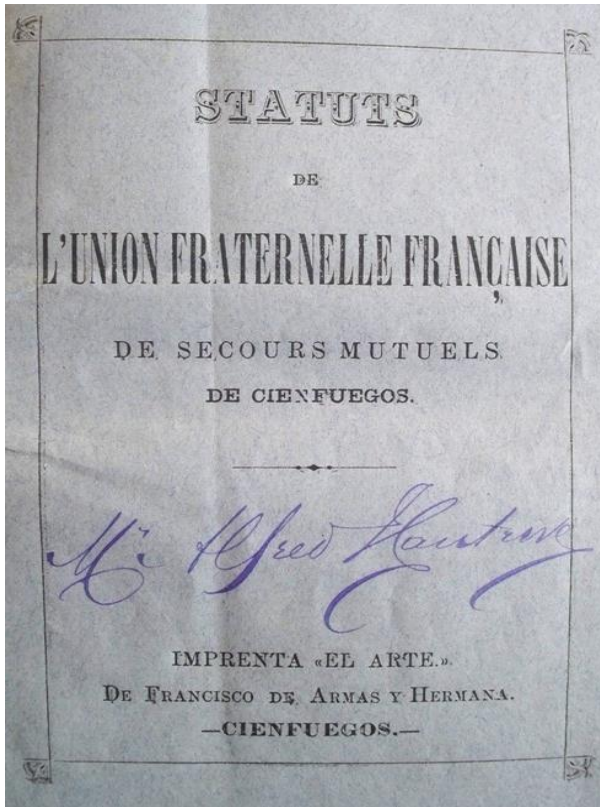 STATUTS
DE
L'UNION FRATERNELLE FRANÇAISE
DE SECOURS MUTUELS
DE CIENFUEGOS.
Mr Alfred
IMPRENTA «EL ARTE.»
DE FRANCISCO DE ARMAS Y HERMANA.
—CIENFUEGOS.—